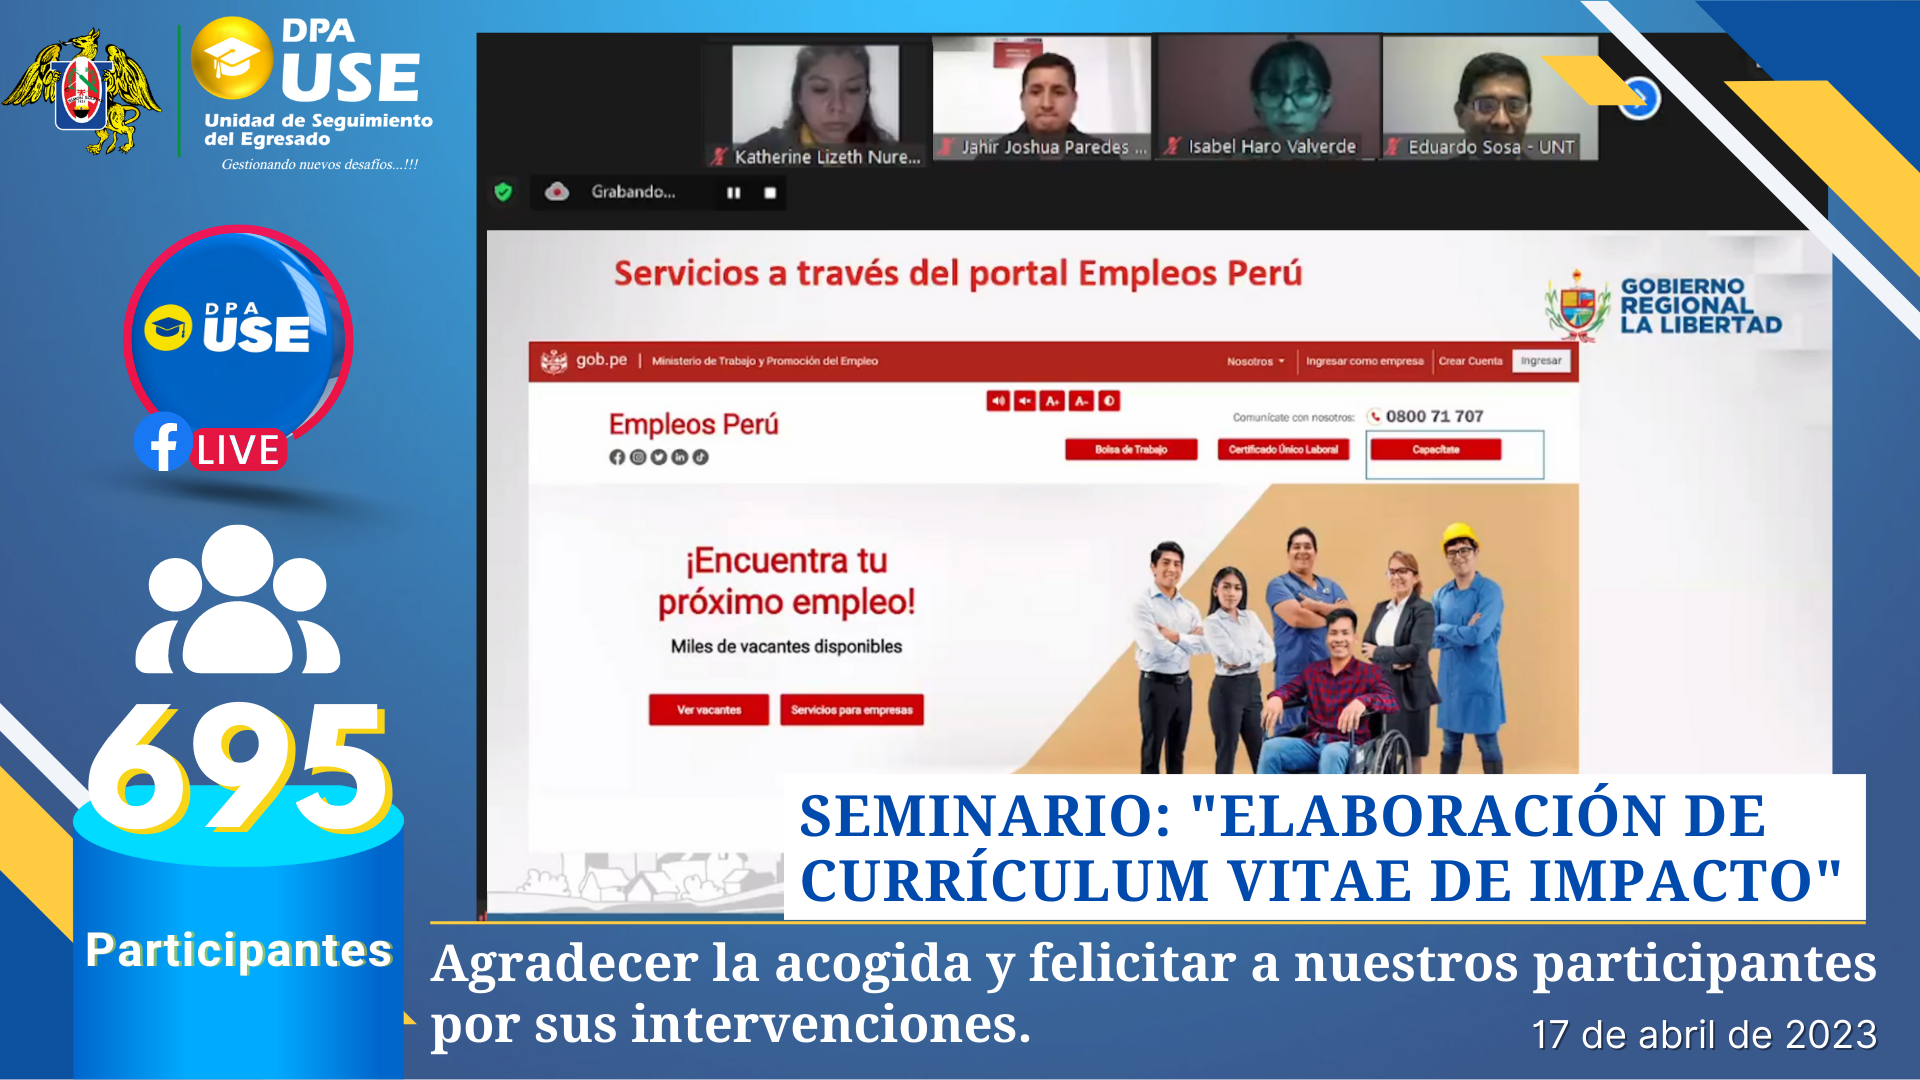 DPA
USE
Unidad de Seguimiento
del Egresado
Gestionando nuevos desafíos...!!!
DPA
USE
LIVE
695
Participantes
Katherine Lizeth Nure...
Jahir Joshua Paredes ...
Isabel Haro Valverde
Eduardo Sosa - UNT
Grabando...
Servicios a través del portal Empleos Perú
GOBIERNO
REGIONAL
LA LIBERTAD
gob.pe | Ministerio de Trabajo y Promoción del Empleo
Nosotros
Ingresar como empresa
Crear Cuenta
Ingresar
A+
A-
Empleos Perú
Comunícate con nosotros:
0800 71 707
Bolsa de Trabajo
Certificado Único Laboral
Capacítate
¡Encuentra tu
próximo empleo!
Miles de vacantes disponibles
Ver vacantes
Servicios para empresas
SEMINARIO: "ELABORACIÓN DE
CURRÍCULUM VITAE DE IMPACTO"
Agradecer la acogida y felicitar a nuestros participantes
por sus intervenciones.
17 de abril de 2023